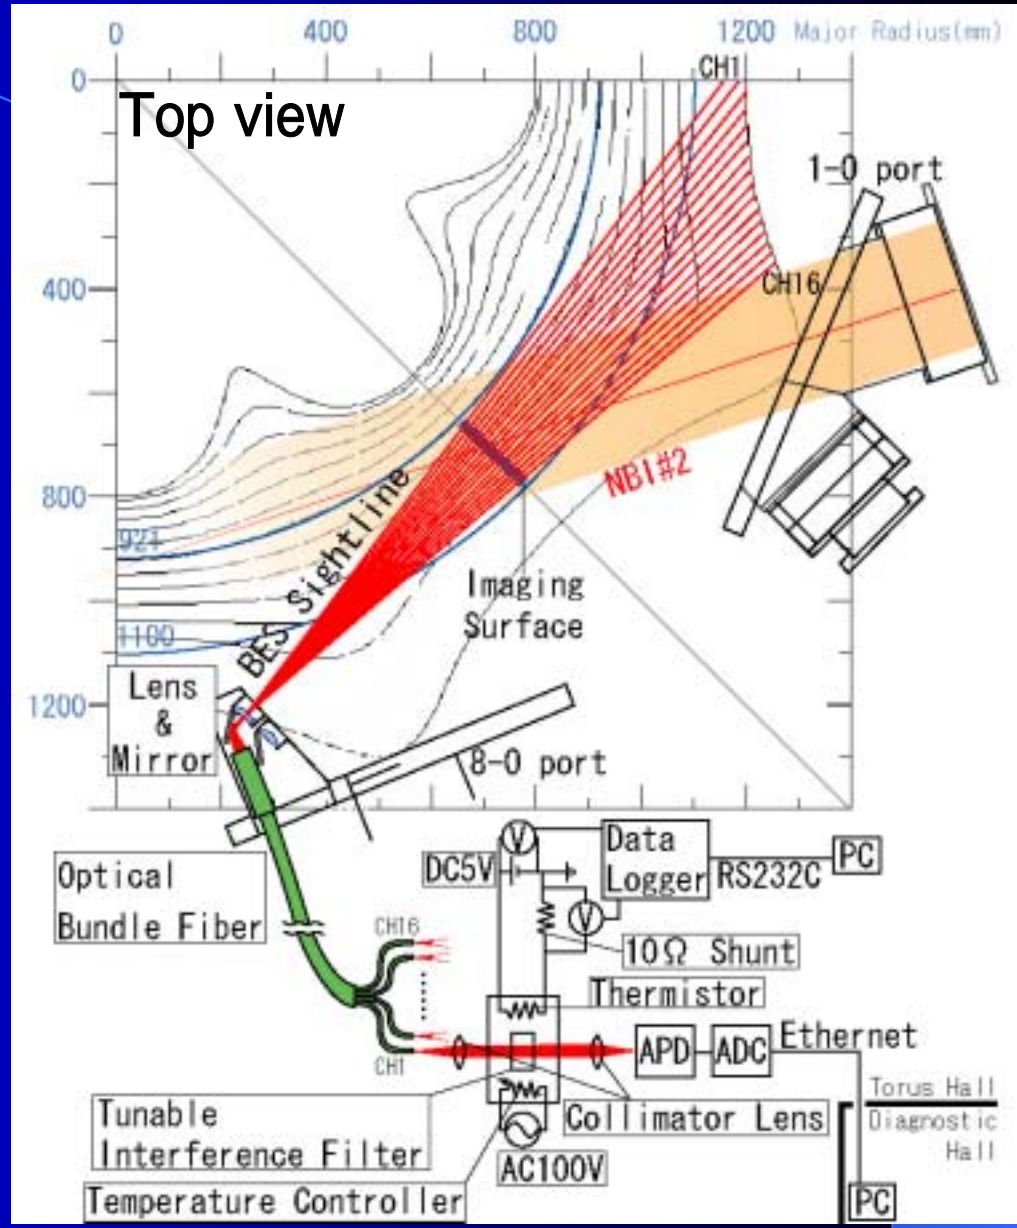 0
400
800
1200
Major Radius(mm)
CH1
0
Top view
1-0 port
400
CH16
800
NBI#2
921
BES Sightline
Imaging
Surface
1100
1200
Lens
&
Mirror
8-0 port
Optical
Bundle Fiber
V
DC5V
Data
Logger
RS232C
PC
CH16
V
10Ω Shunt
Thermistor
CH1
APD
ADC
Ethernet
Torus Hall
Diagnostic
Hall
Tunable
Interference Filter
Collimator Lens
AC100V
Temperature Controller
PC